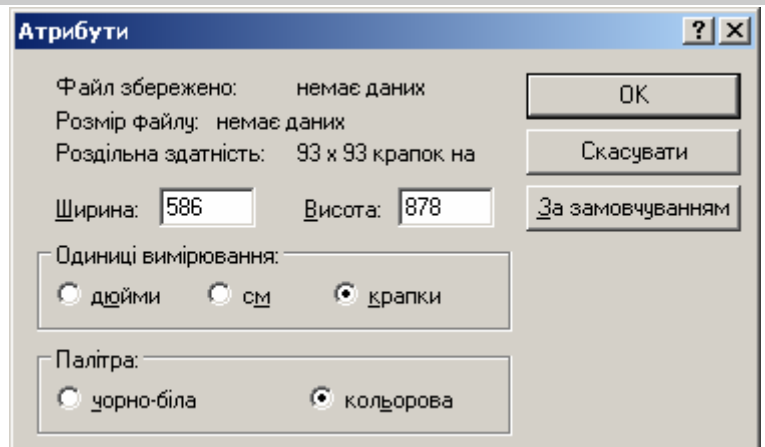 Атрибути
Файл збережено: немає даних
Розмір файлу: немає даних
Роздільна здатність: 93 x 93 крапок на
Ширина: 586 Висота: 878
Одиниці вимірювання:
дюйми см крапки
Палітра:
чорно-біла кольорова
OK
Скасувати
За замовчуванням